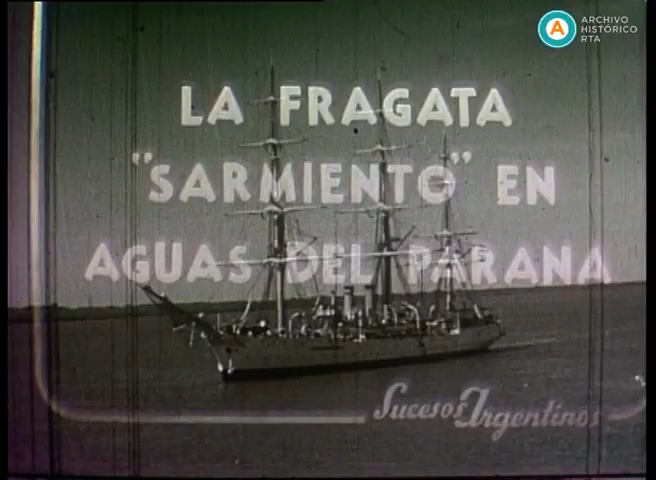 ARCHIVO
HISTÓRICO
RTA
A
LA FRAGATA
"SARMIENTO" EN
AGUAS DEL PARANA
Sucesos Argentinos